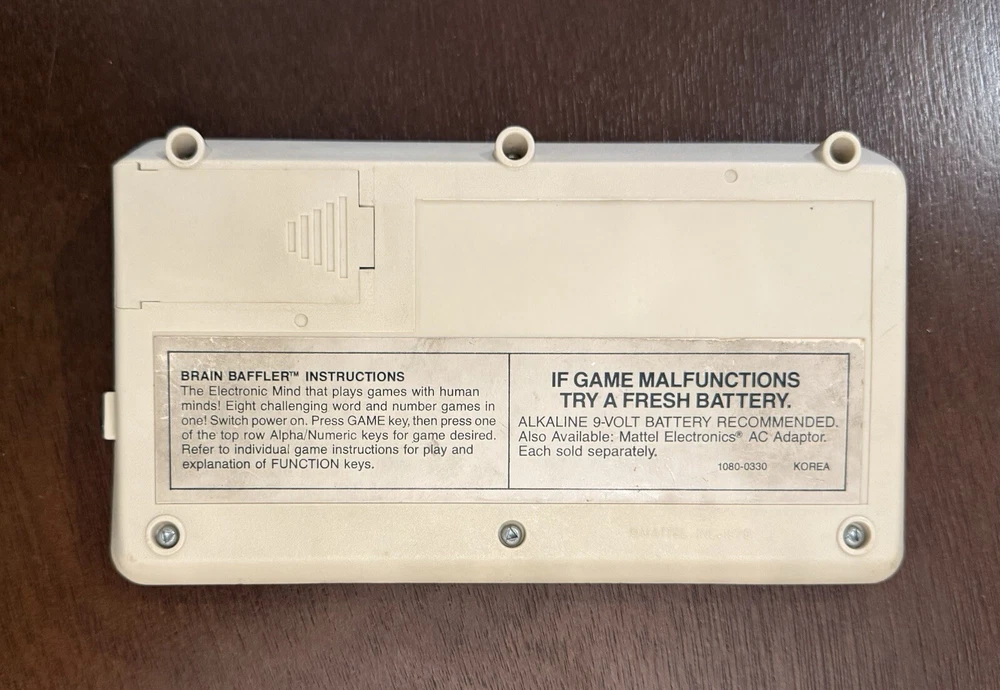 BRAIN BAFFLER™ INSTRUCTIONS
The Electronic Mind that plays games with human
minds! Eight challenging word and number games in
one! Switch power on. Press GAME key, then press one
of the top row Alpha/Numeric keys for game desired.
Refer to individual game instructions for play and
explanation of FUNCTION keys.
IF GAME MALFUNCTIONS
TRY A FRESH BATTERY.
ALKALINE 9-VOLT BATTERY RECOMMENDED.
Also Available: Mattel Electronics® AC Adaptor.
Each sold separately.
1080-0330 KOREA